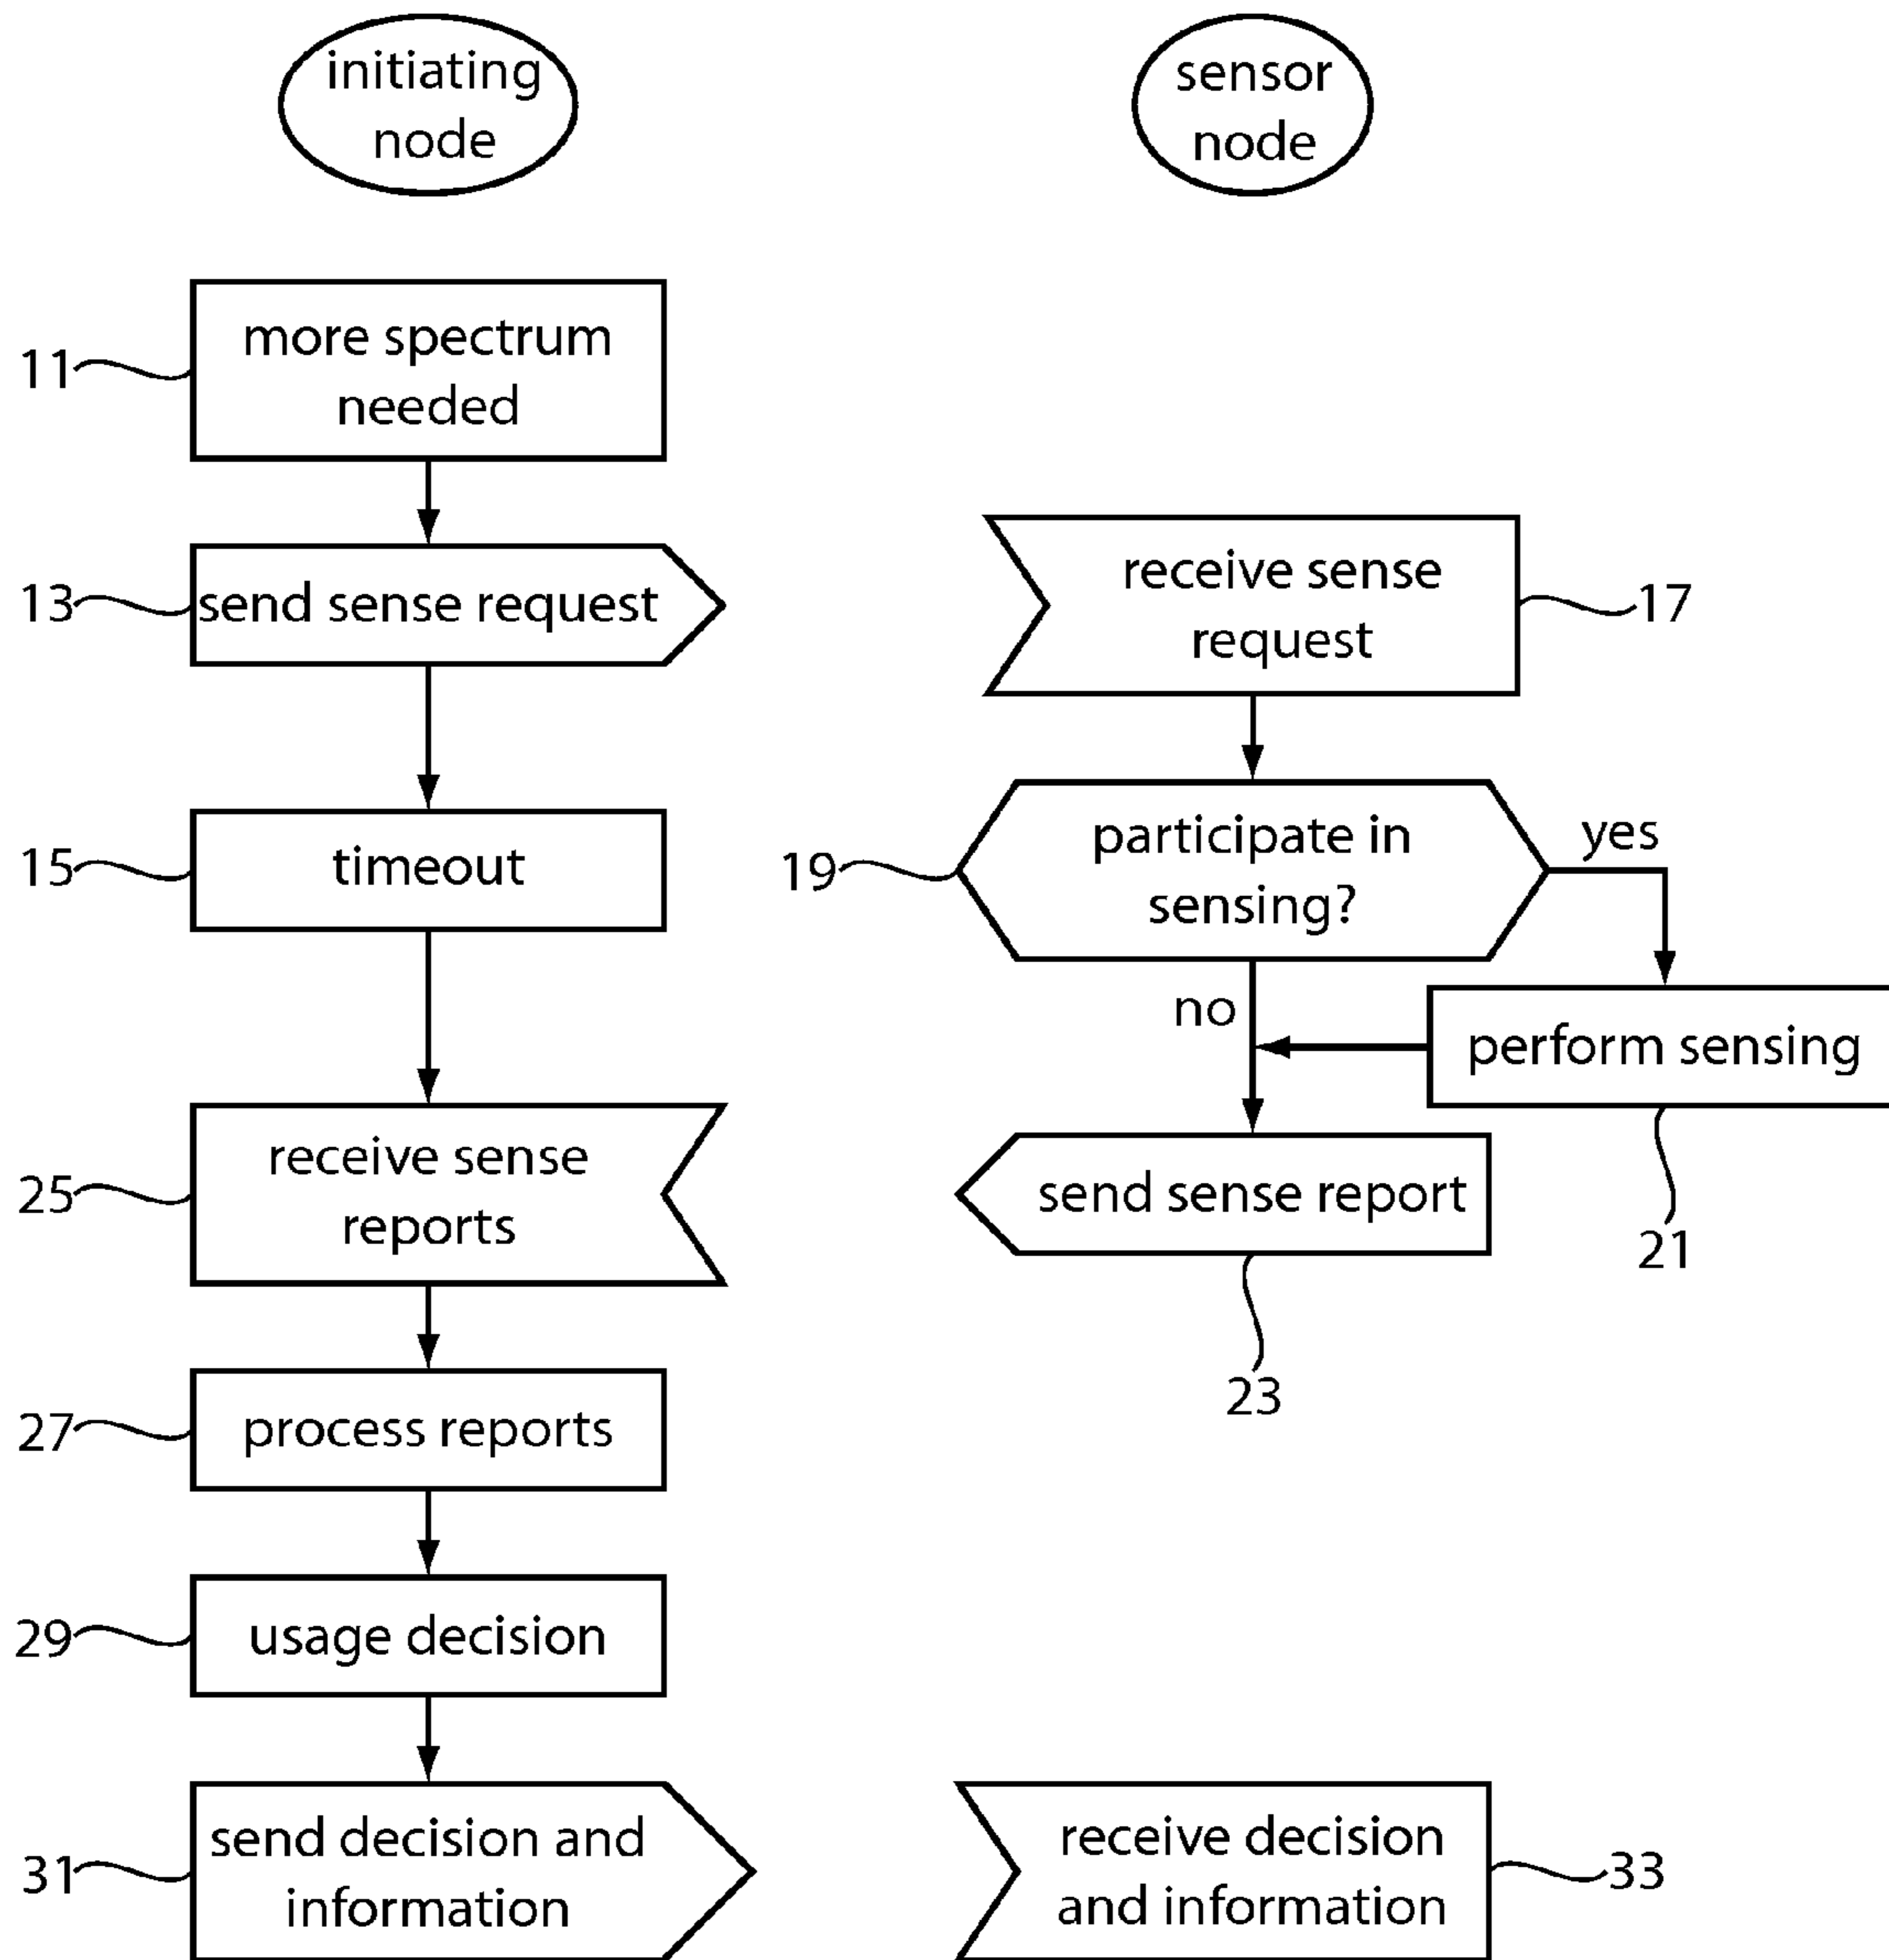 initiating
node
sensor
node
more spectrum
needed
11
send sense request
13
receive sense
request
17
timeout
15
participate in
sensing?
19
yes
no
perform sensing
21
receive sense
reports
25
send sense report
23
process reports
27
usage decision
29
send decision and
information
31
receive decision
and information
33